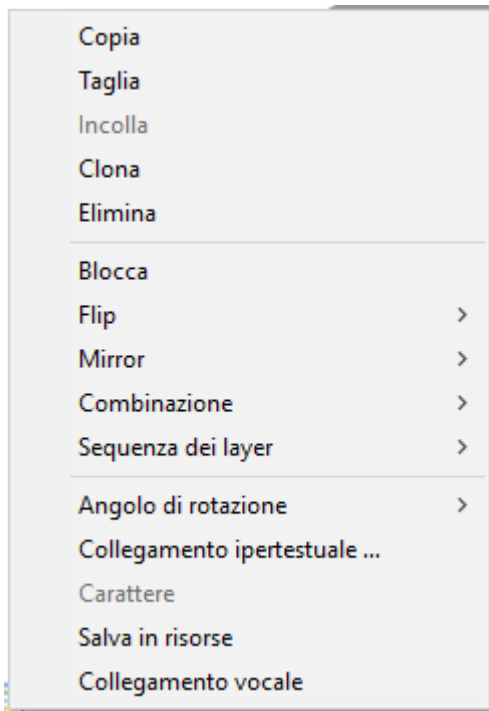 Copia
Taglia
Incolla
Clona
Elimina
Blocca
Flip
Mirror
Combinazione
Sequenza dei layer
Angolo di rotazione
Collegamento ipertestuale ...
Carattere
Salva in risorse
Collegamento vocale